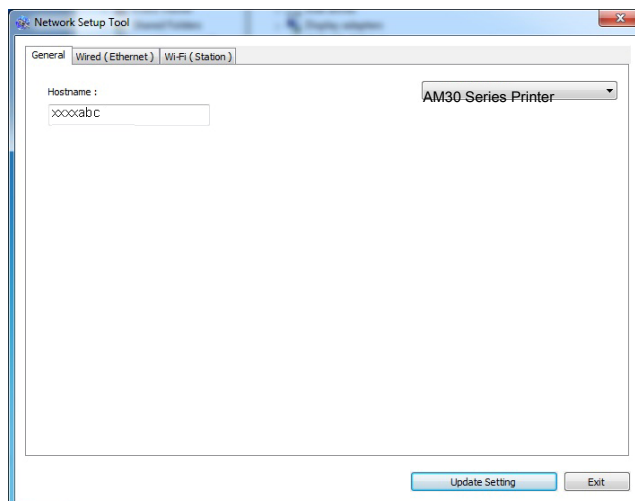 Network Setup Tool
General Wired ( Ethernet ) Wi-Fi ( Station )
Hostname :
AM30 Series Printer
xxxxabc
Update Setting Exit